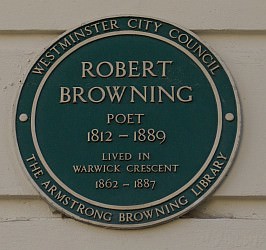 WESTMINSTER CITY COUNCIL
ROBERT
BROWNING
POET
1812 – 1889
LIVED IN
WARWICK CRESCENT
1862 – 1887
THE ARMSTRONG BROWNING LIBRARY